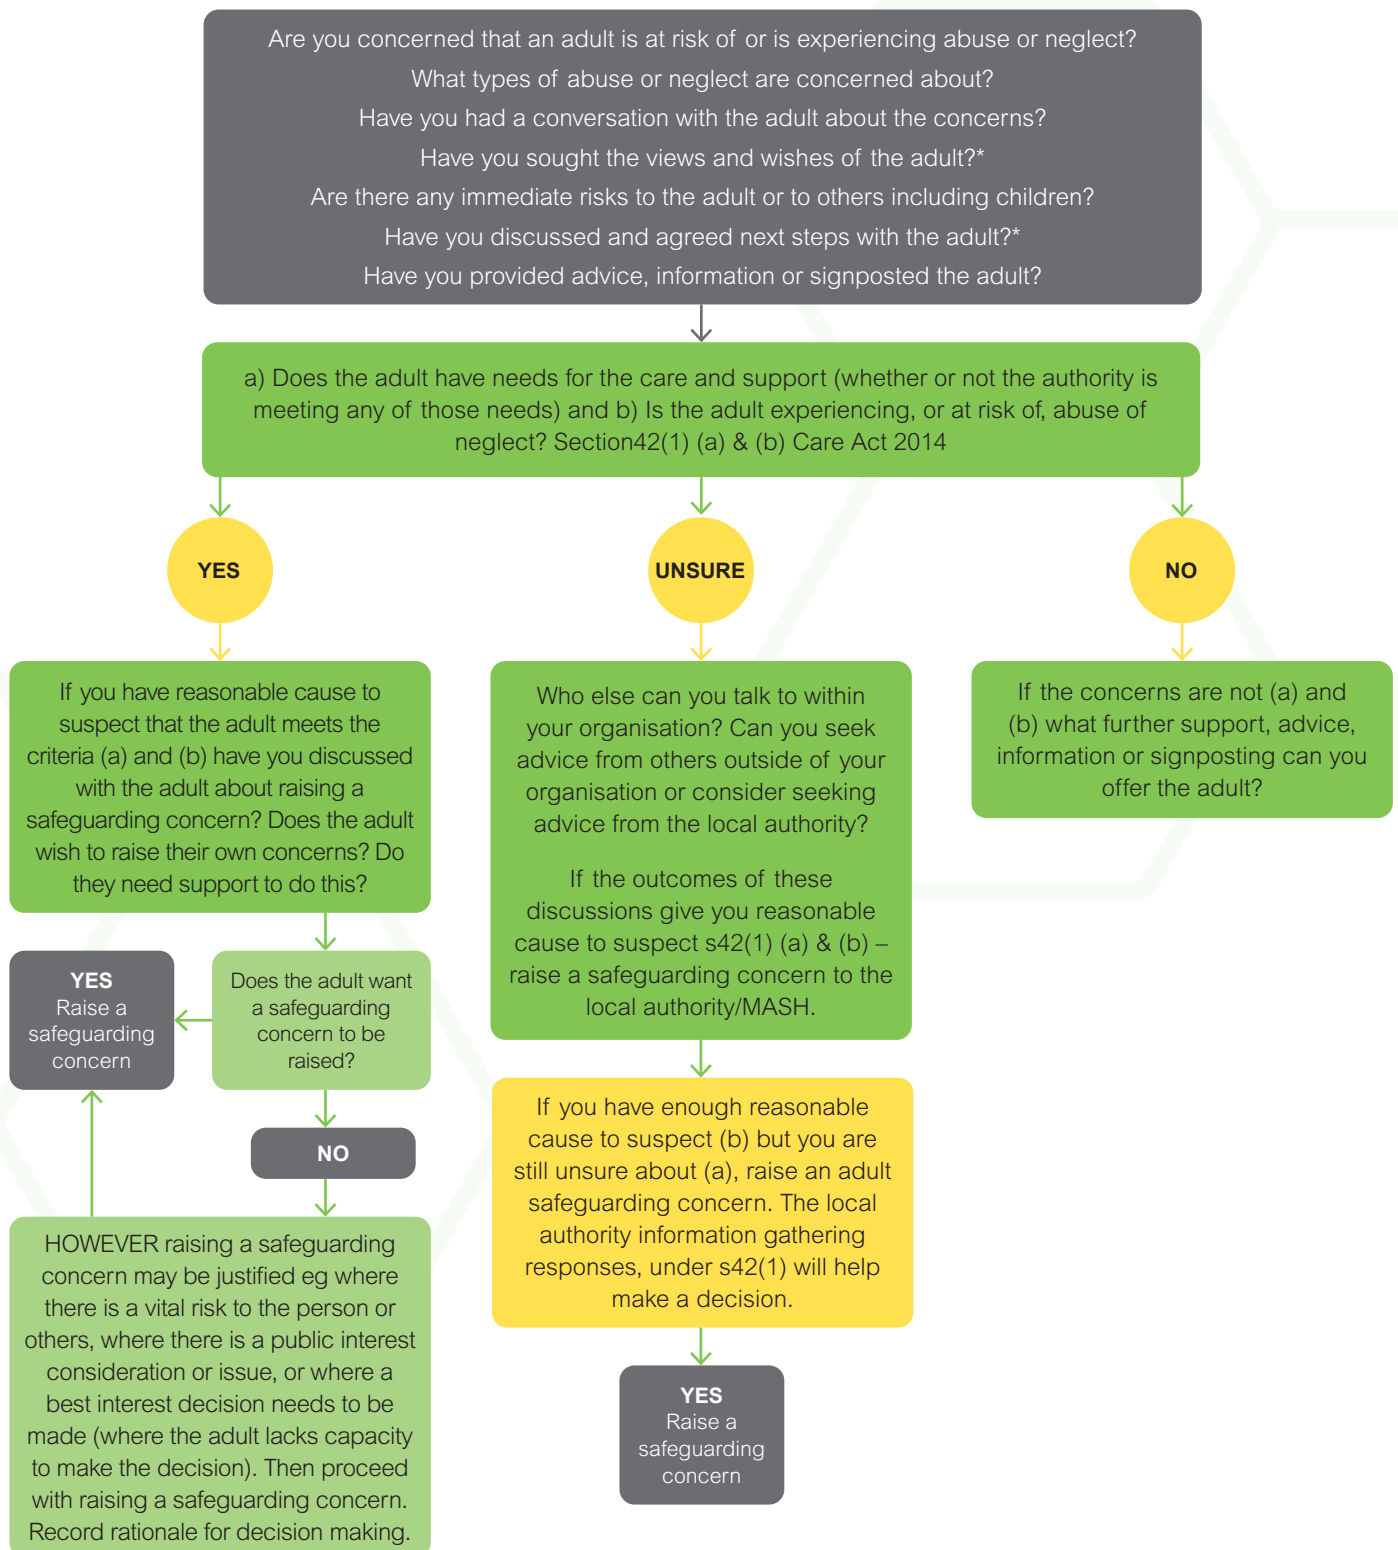 Are you concerned that an adult is at risk of or is experiencing abuse or neglect?
What types of abuse or neglect are concerned about?
Have you had a conversation with the adult about the concerns?
Have you sought the views and wishes of the adult?*
Are there any immediate risks to the adult or to others including children?
Have you discussed and agreed next steps with the adult?*
Have you provided advice, information or signposted the adult?
a) Does the adult have needs for the care and support (whether or not the authority is
meeting any of those needs) and b) Is the adult experiencing, or at risk of, abuse of
neglect? Section42(1) (a) & (b) Care Act 2014
YES
UNSURE
NO
If you have reasonable cause to
suspect that the adult meets the
criteria (a) and (b) have you discussed
with the adult about raising a
safeguarding concern? Does the adult
wish to raise their own concerns? Do
they need support to do this?
Who else can you talk to within
your organisation? Can you seek
advice from others outside of your
organisation or consider seeking
advice from the local authority?
If the outcomes of these
discussions give you reasonable
cause to suspect s42(1) (a) & (b) –
raise a safeguarding concern to the
local authority/MASH.
If the concerns are not (a) and
(b) what further support, advice,
information or signposting can you
offer the adult?
YES
Raise a
safeguarding
concern
Does the adult want
a safeguarding
concern to be
raised?
NO
HOWEVER raising a safeguarding
concern may be justified eg where
there is a vital risk to the person or
others, where there is a public interest
consideration or issue, or where a
best interest decision needs to be
made (where the adult lacks capacity
to make the decision). Then proceed
with raising a safeguarding concern.
Record rationale for decision making.
If you have enough reasonable
cause to suspect (b) but you are
still unsure about (a), raise an adult
safeguarding concern. The local
authority information gathering
responses, under s42(1) will help
make a decision.
YES
Raise a
safeguarding
concern